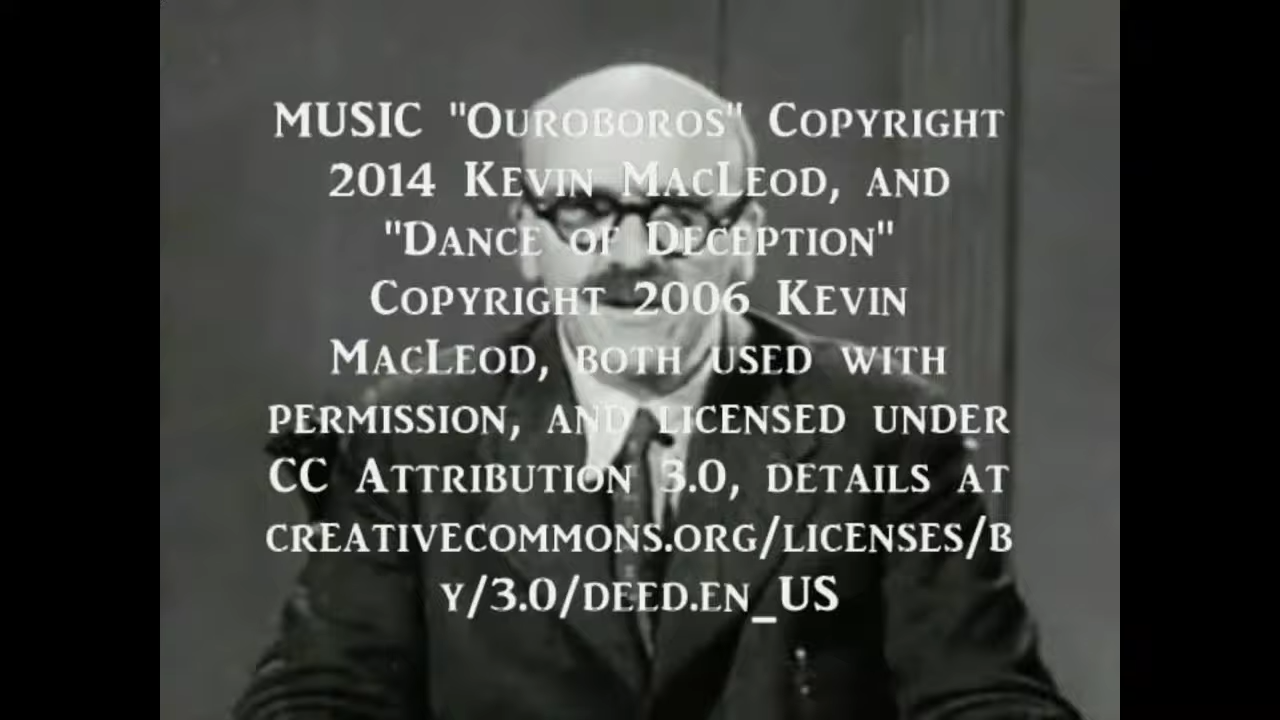 MUSIC "Ouroboros" Copyright
2014 Kevin MacLeod, and
"Dance of Deception"
Copyright 2006 Kevin
MacLeod, both used with
permission, and licensed under
CC Attribution 3.0, details at
creativecommons.org/licenses/b
y/3.0/deed.en_US